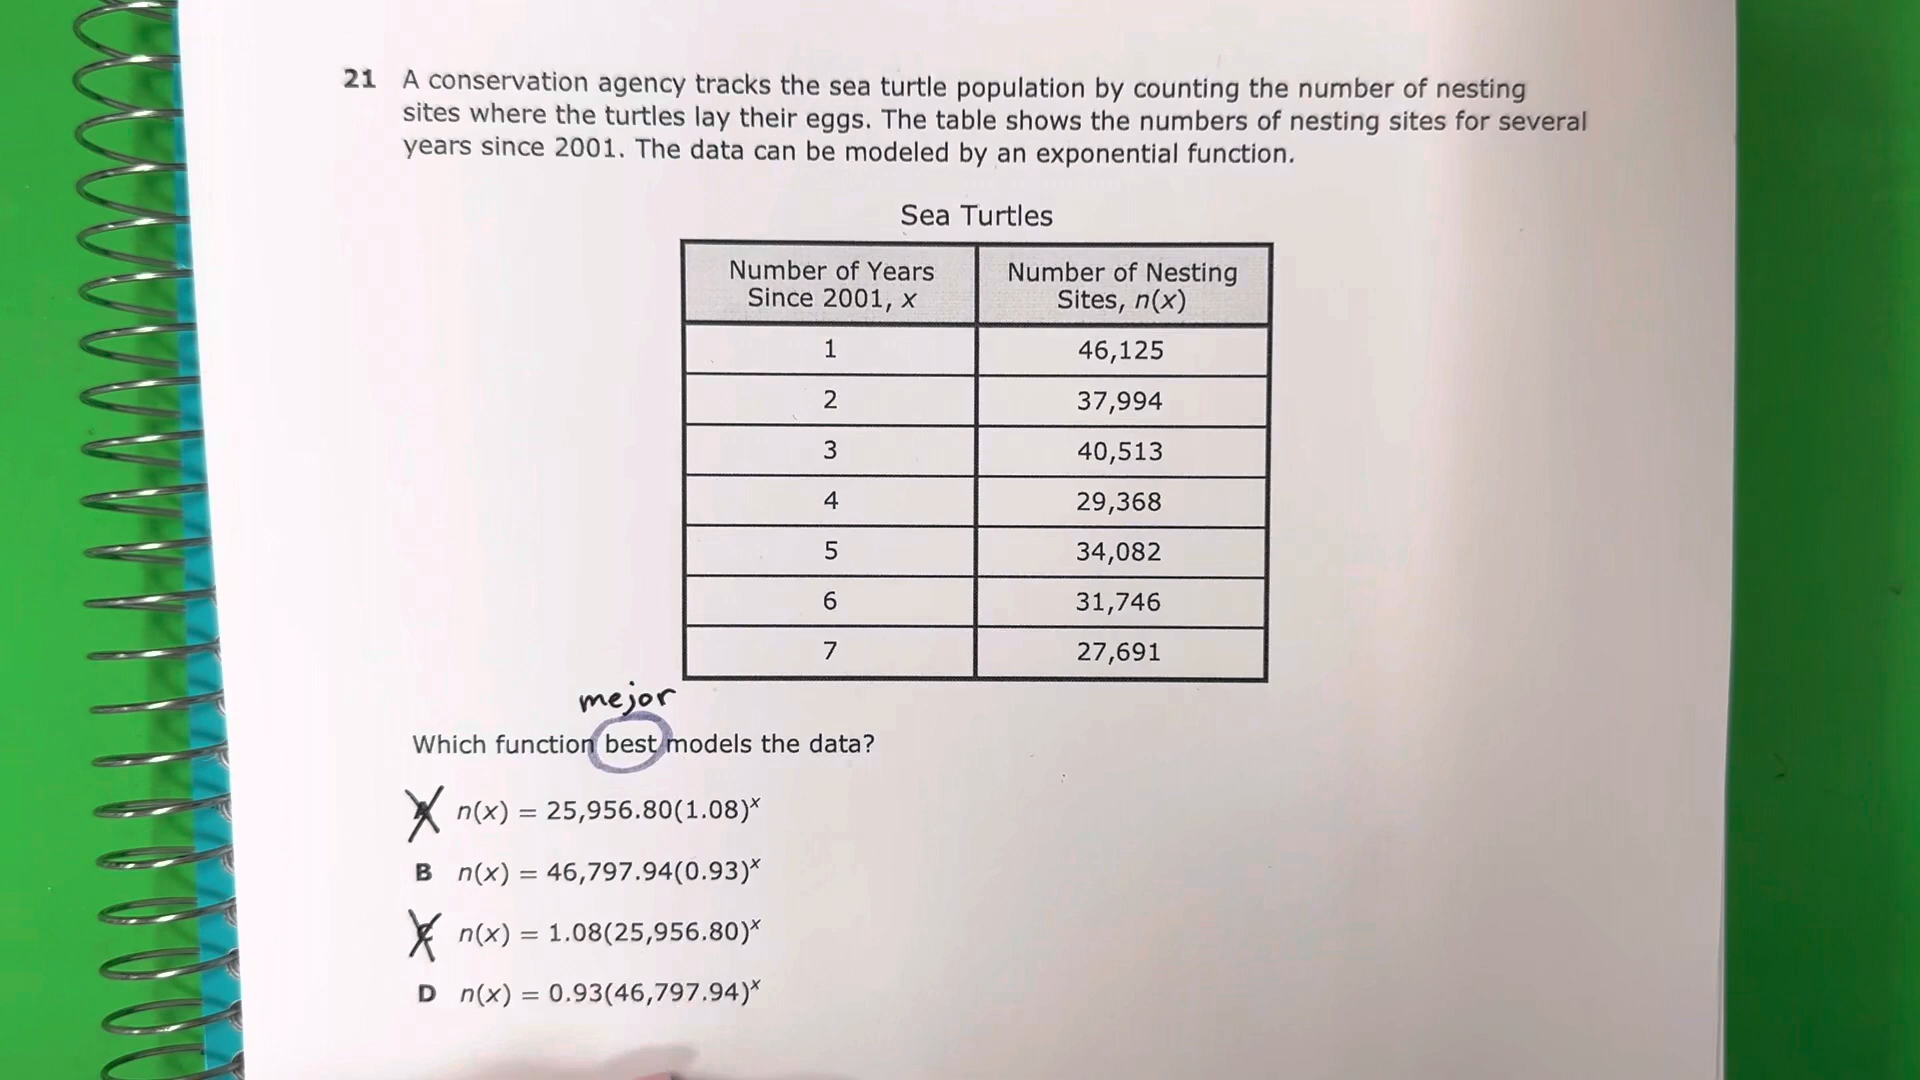 21 A conservation agency tracks the sea turtle population by counting the number of nesting
sites where the turtles lay their eggs. The table shows the numbers of nesting sites for several
years since 2001. The data can be modeled by an exponential function.
Sea Turtles
Number of Years Since 2001, x | Number of Nesting Sites, n(x)
1 46,125
2 37,994
3 40,513
4 29,368
5 34,082
6 31,746
7 27,691
mejor
Which function best models the data?
A n(x) = 25,956.80(1.08)ˣ
B n(x) = 46,797.94(0.93)ˣ
C n(x) = 1.08(25,956.80)ˣ
D n(x) = 0.93(46,797.94)ˣ